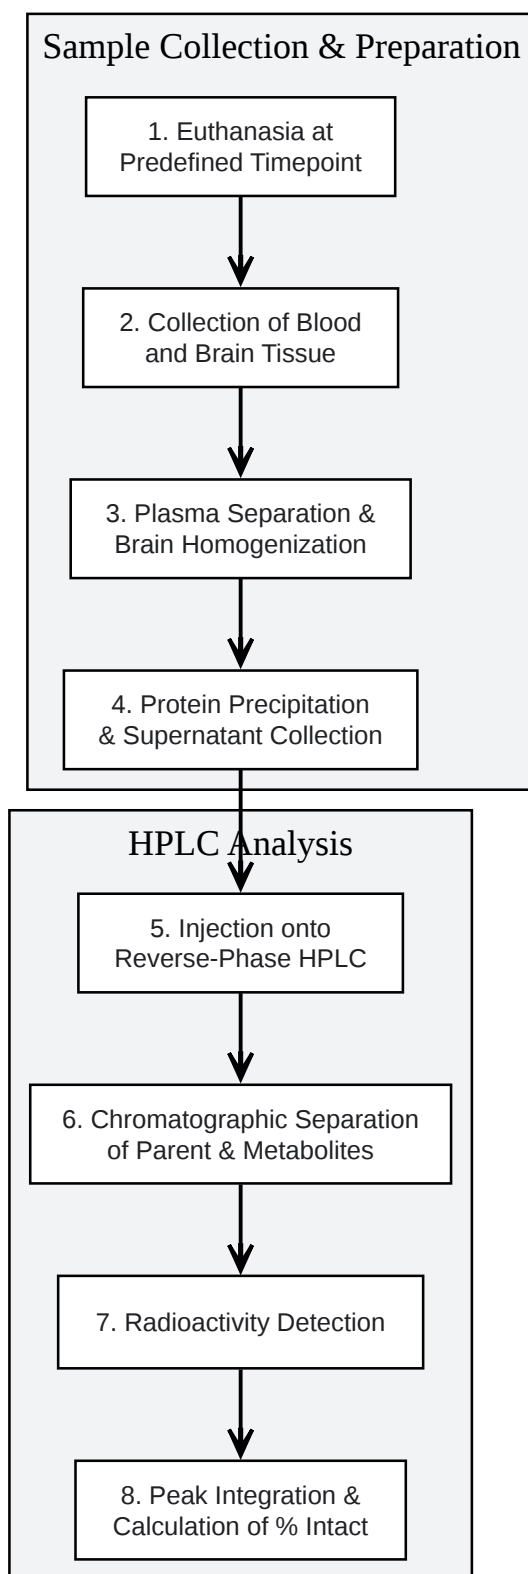 Sample Collection & Preparation
1. Euthanasia at
Predefined Timepoint
2. Collection of Blood
and Brain Tissue
3. Plasma Separation &
Brain Homogenization
4. Protein Precipitation
& Supernatant Collection
HPLC Analysis
5. Injection onto
Reverse-Phase HPLC
6. Chromatographic Separation
of Parent & Metabolites
7. Radioactivity Detection
8. Peak Integration &
Calculation of % Intact